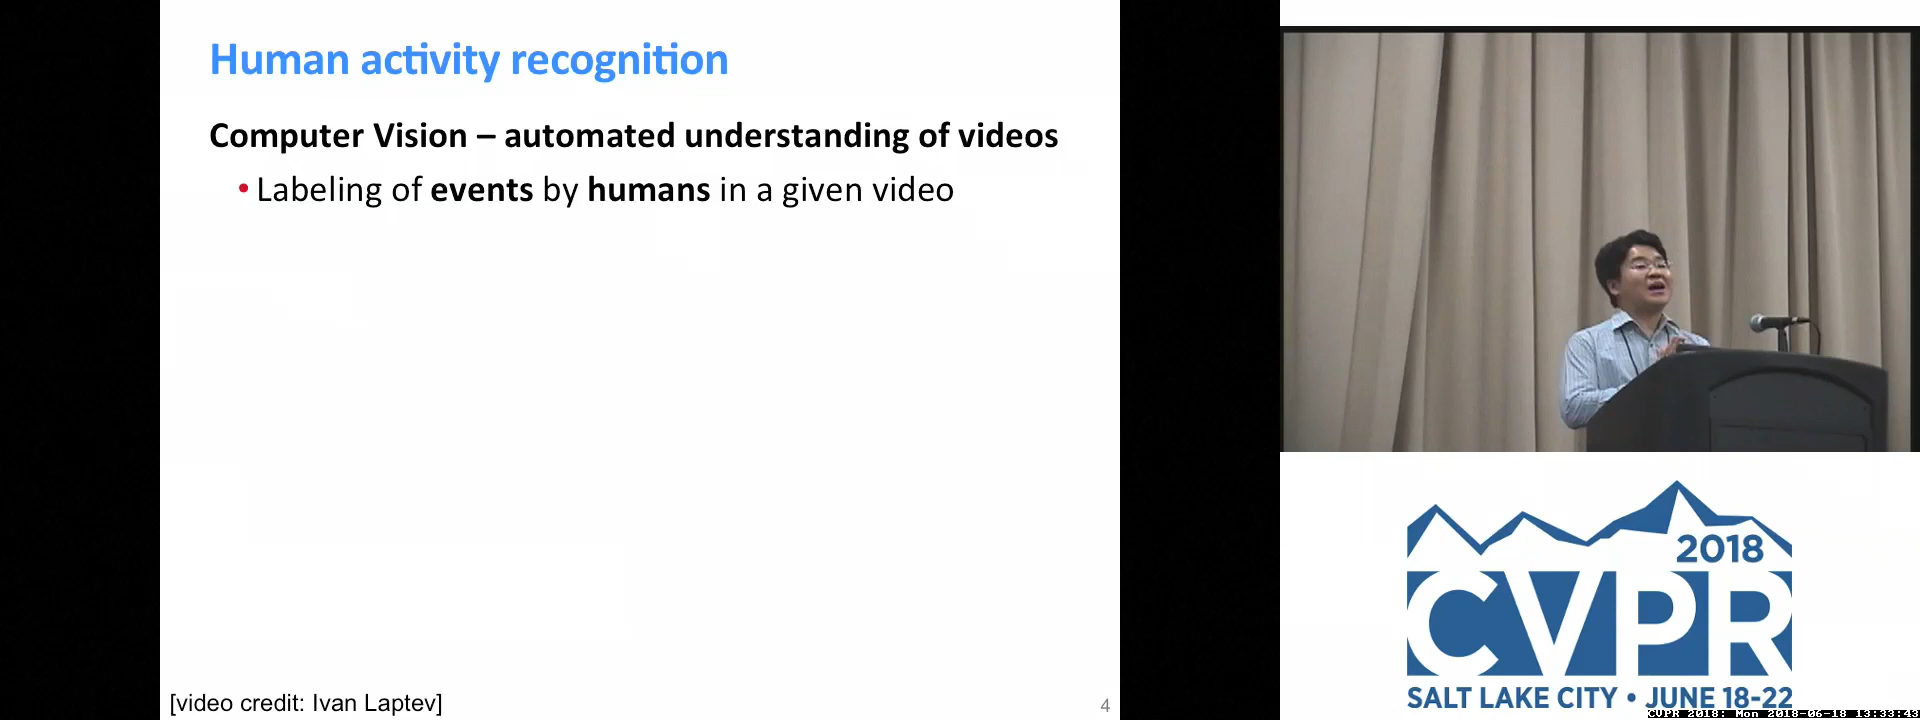 Human activity recognition
Computer Vision – automated understanding of videos
• Labeling of events by humans in a given video
[video credit: Ivan Laptev]
4
2018
CVPR
SALT LAKE CITY • JUNE 18-22
CVPR 2018: Mon 2018-06-18 13:33:43